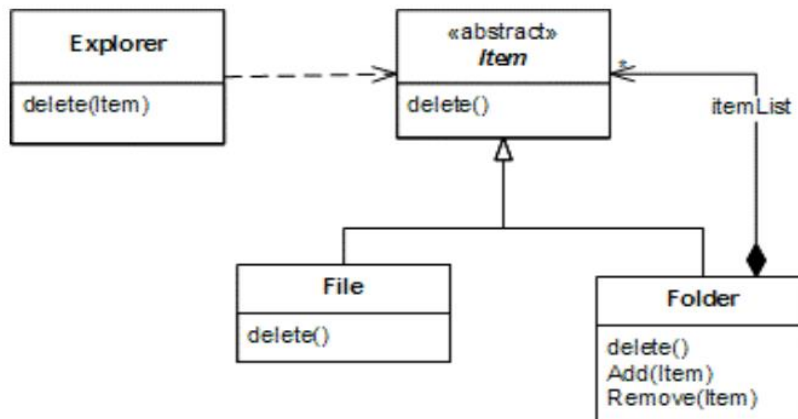 Explorer
delete(Item)
«abstract»
Item
delete()
*
itemList
File
delete()
Folder
delete()
Add(Item)
Remove(Item)